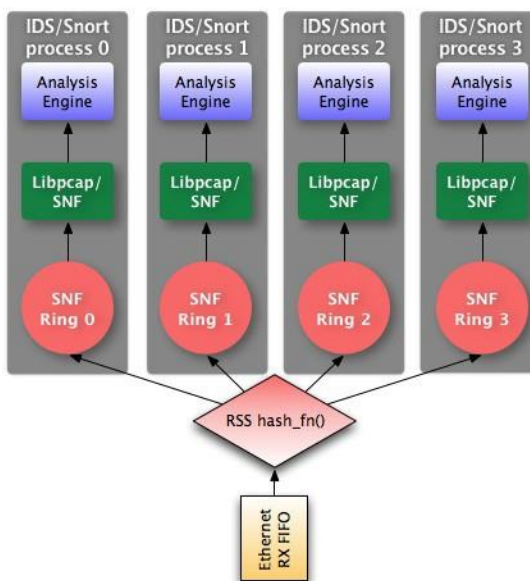 IDS/Snort
process 0
IDS/Snort
process 1
IDS/Snort
process 2
IDS/Snort
process 3
Analysis
Engine
Analysis
Engine
Analysis
Engine
Analysis
Engine
Libpcap/
SNF
Libpcap/
SNF
Libpcap/
SNF
Libpcap/
SNF
SNF
Ring 0
SNF
Ring 1
SNF
Ring 2
SNF
Ring 3
RSS hash_fn()
Ethernet
RX FIFO